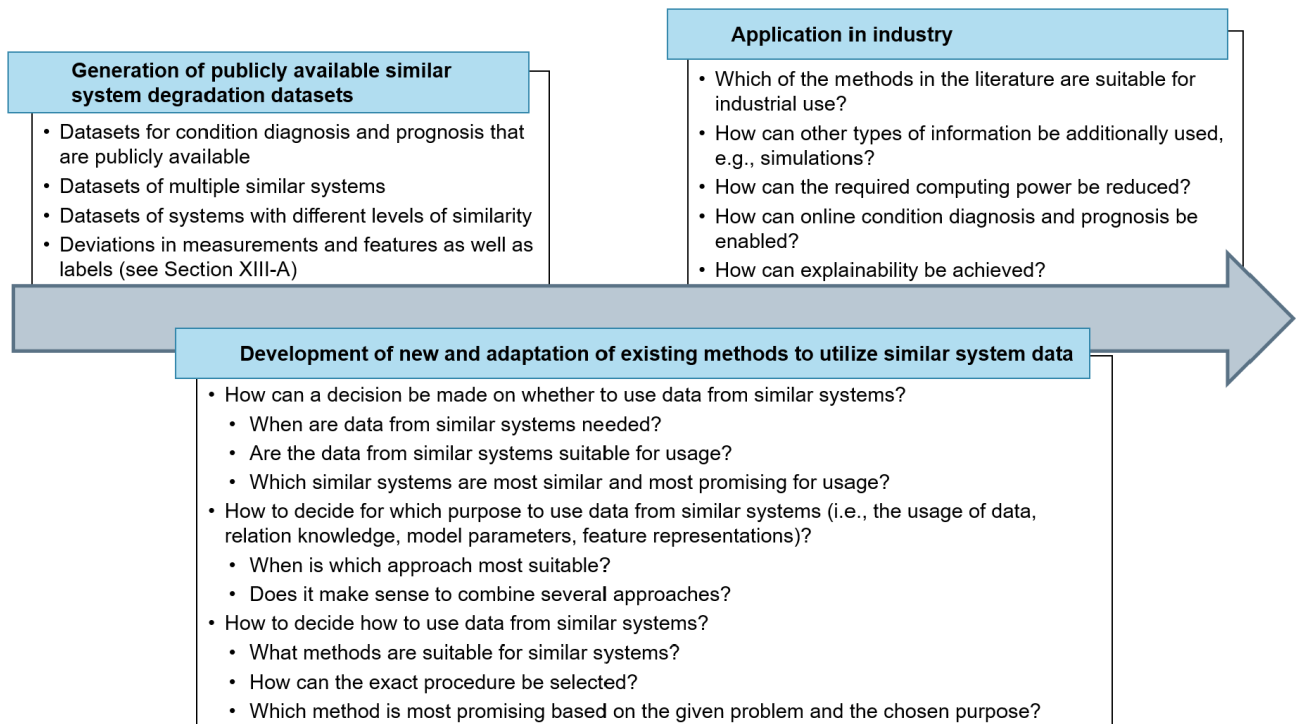 Generation of publicly available similar
system degradation datasets
• Datasets for condition diagnosis and prognosis that
are publicly available
• Datasets of multiple similar systems
• Datasets of systems with different levels of similarity
• Deviations in measurements and features as well as
labels (see Section XIII-A)
Application in industry
• Which of the methods in the literature are suitable for
industrial use?
• How can other types of information be additionally used,
e.g., simulations?
• How can the required computing power be reduced?
• How can online condition diagnosis and prognosis be
enabled?
• How can explainability be achieved?
Development of new and adaptation of existing methods to utilize similar system data
• How can a decision be made on whether to use data from similar systems?
• When are data from similar systems needed?
• Are the data from similar systems suitable for usage?
• Which similar systems are most similar and most promising for usage?
• How to decide for which purpose to use data from similar systems (i.e., the usage of data,
relation knowledge, model parameters, feature representations)?
• When is which approach most suitable?
• Does it make sense to combine several approaches?
• How to decide how to use data from similar systems?
• What methods are suitable for similar systems?
• How can the exact procedure be selected?
• Which method is most promising based on the given problem and the chosen purpose?